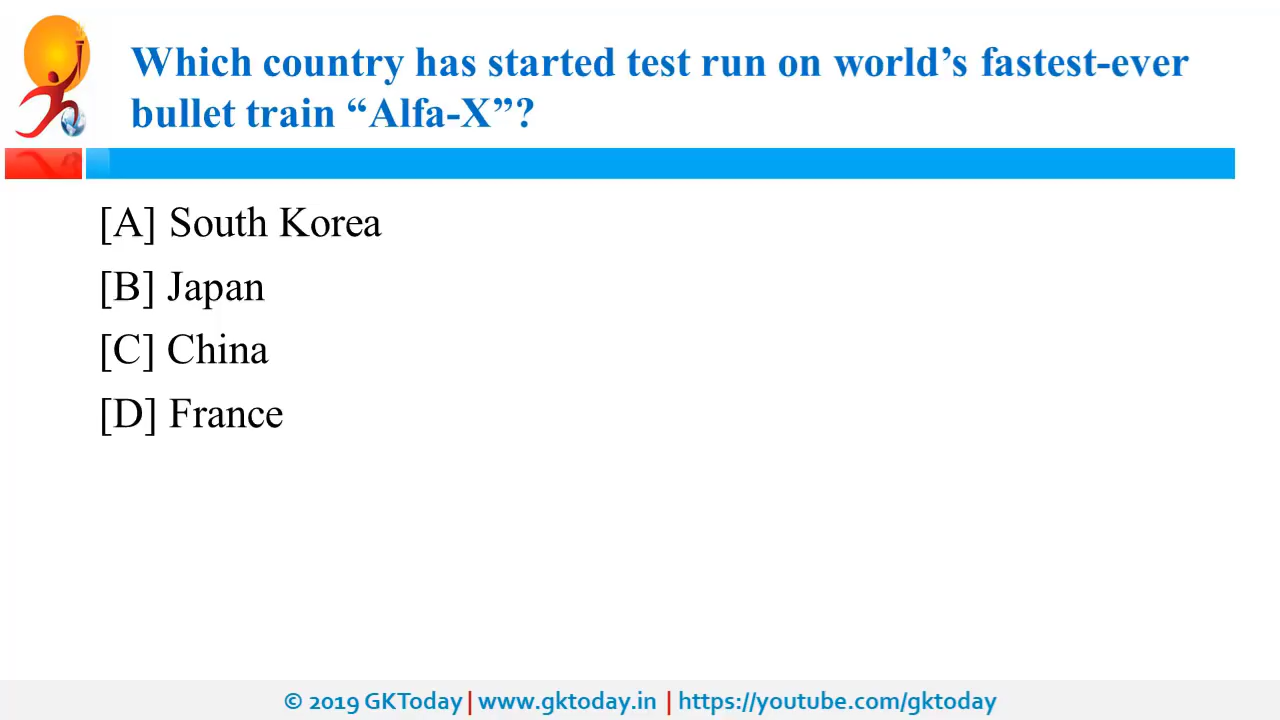 Which country has started test run on world’s fastest-ever
bullet train “Alfa-X”?
[A] South Korea
[B] Japan
[C] China
[D] France
© 2019 GKToday | www.gktoday.in | https://youtube.com/gktoday